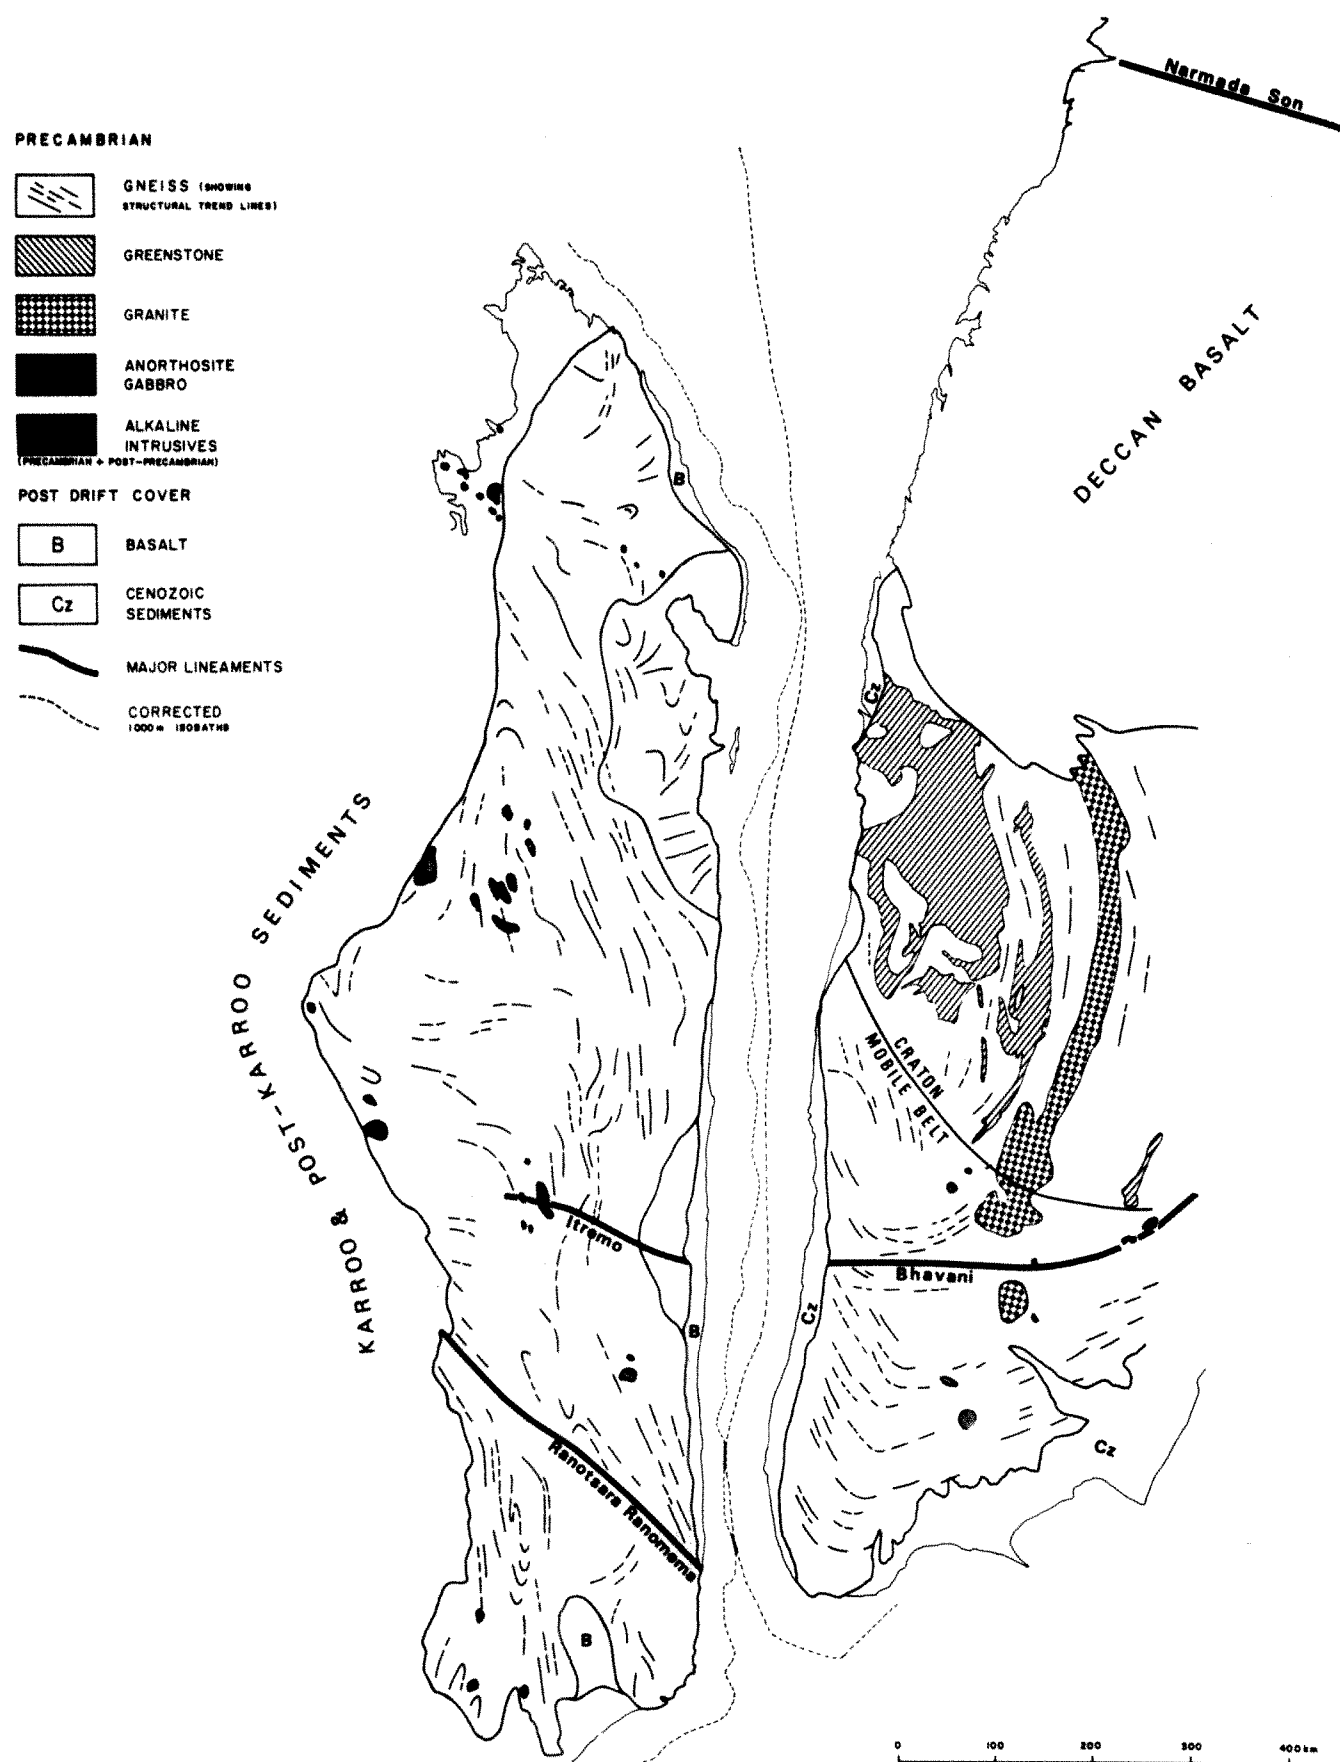 PRECAMBRIAN
GNEISS (SHOWING
STRUCTURAL TREND LINES)
GREENSTONE
GRANITE
ANORTHOSITE
GABBRO
ALKALINE
INTRUSIVES
(PRECAMBRIAN + POST-PRECAMBRIAN)
POST DRIFT COVER
B
BASALT
Cz
CENOZOIC
SEDIMENTS
MAJOR LINEAMENTS
CORRECTED
1000m ISOBATHS
Narmada Son
DECCAN BASALT
B
Cz
KARROO & POST-KARROO SEDIMENTS
CRATON
MOBILE BELT
Itremo
Bhavani
B
Cz
Cz
Ranotsara Ranomena
B
0 100 200 300 400 km